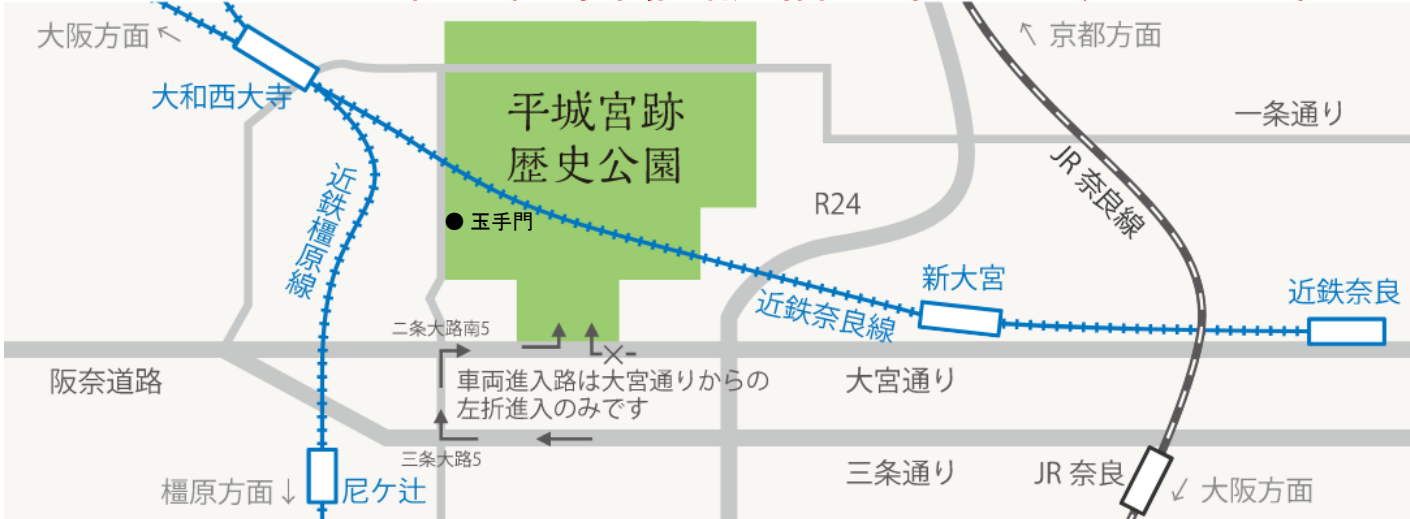 大阪方面
京都方面
大和西大寺
平城宮跡
歴史公園
一条通り
JR奈良線
近鉄橿原線
玉手門
R24
新大宮
近鉄奈良
近鉄奈良線
二条大路南5
阪奈道路
車両進入路は大宮通りからの
左折進入のみです
大宮通り
三条大路5
三条通り
JR奈良
橿原方面
尼ケ辻
大阪方面